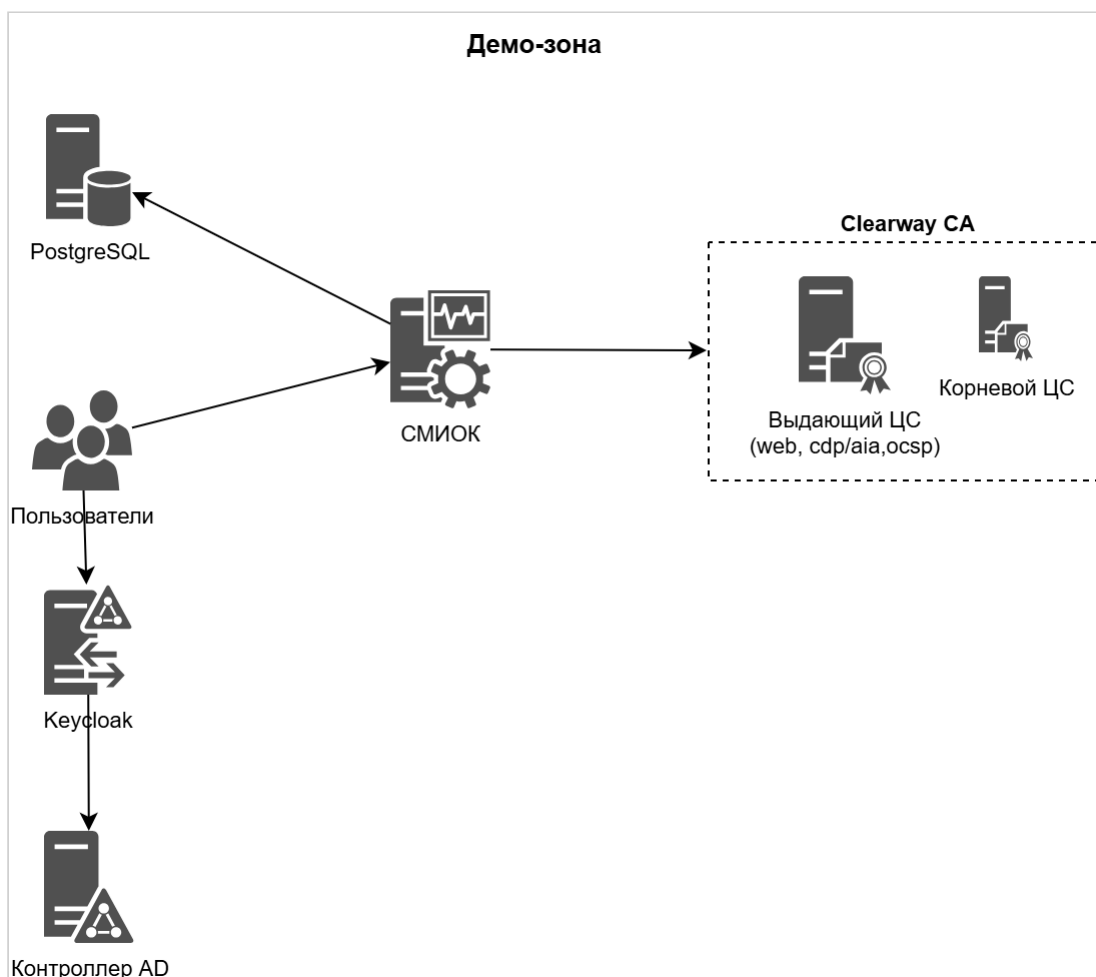 Демо-зона
PostgreSQL
Clearway CA
Корневой ЦС
Выдающий ЦС
(web, cdp/aia,ocsp)
СМИОК
Пользователи
Keycloak
Контроллер AD